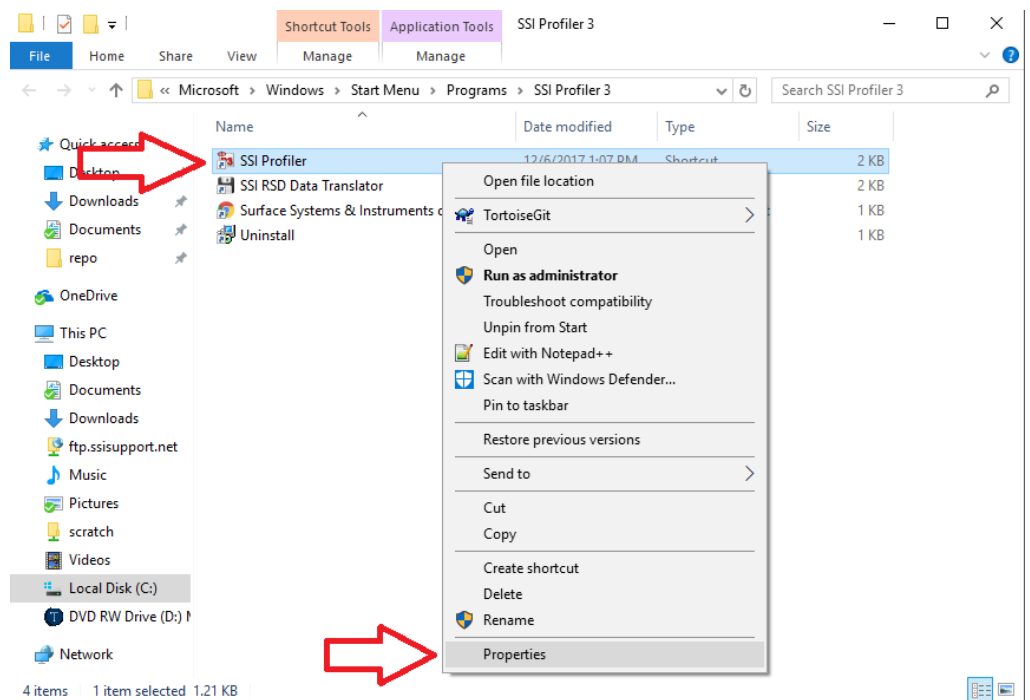 Shortcut Tools Application Tools SSI Profiler 3
File Home Share View Manage Manage
« Microsoft > Windows > Start Menu > Programs > SSI Profiler 3 Search SSI Profiler 3
Name Date modified Type Size
Quick access
Desktop
Downloads
Documents
repo
OneDrive
This PC
Desktop
Documents
Downloads
ftp.ssisupport.net
Music
Pictures
scratch
Videos
Local Disk (C:)
DVD RW Drive (D:)
Network
SSI Profiler 12/6/2017 1:07 PM Shortcut 2 KB
SSI RSD Data Translator 2 KB
Surface Systems & Instruments 1 KB
Uninstall 1 KB
Open file location
TortoiseGit
Open
Run as administrator
Troubleshoot compatibility
Unpin from Start
Edit with Notepad++
Scan with Windows Defender...
Pin to taskbar
Restore previous versions
Send to
Cut
Copy
Create shortcut
Delete
Rename
Properties
4 items 1 item selected 1.21 KB